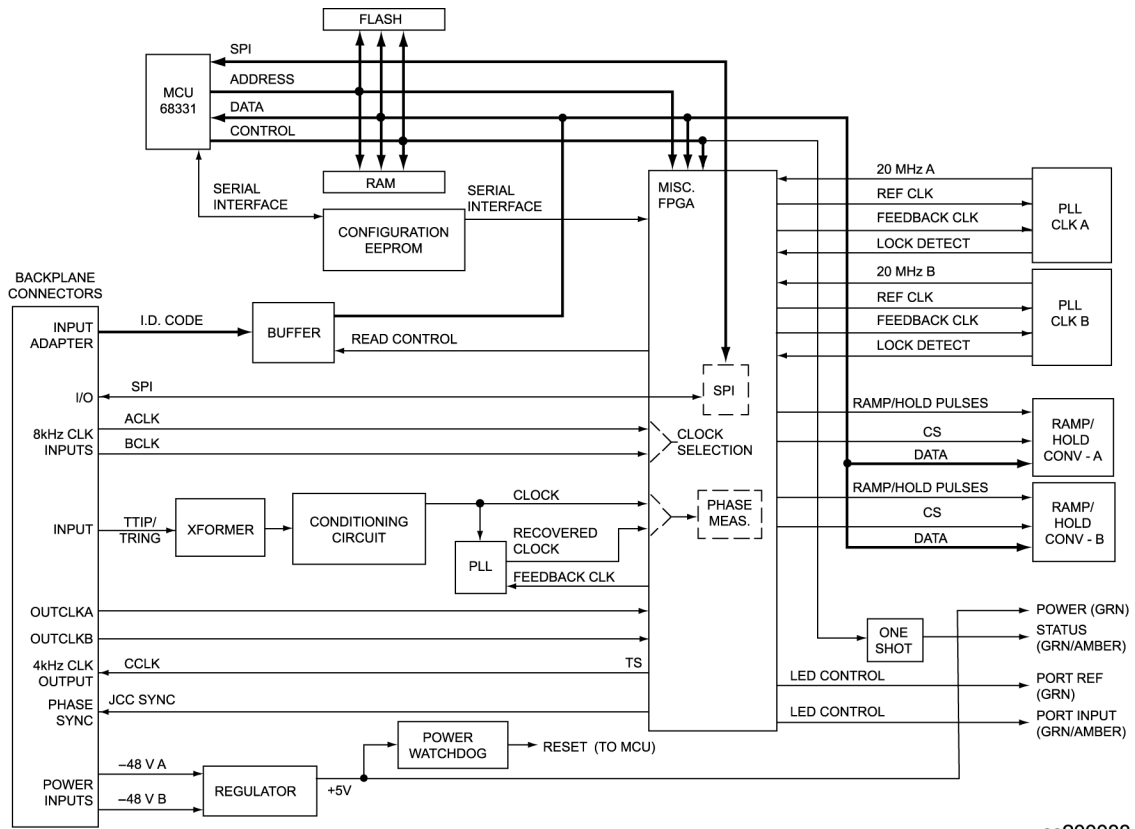 FLASH
SPI
ADDRESS
DATA
CONTROL
MCU
68331
RAM
SERIAL
INTERFACE
CONFIGURATION
EEPROM
SERIAL
INTERFACE
MISC.
FPGA
20 MHz A
REF CLK
FEEDBACK CLK
LOCK DETECT
PLL
CLK A
20 MHz B
REF CLK
FEEDBACK CLK
LOCK DETECT
PLL
CLK B
BACKPLANE
CONNECTORS
INPUT
ADAPTER
I.D. CODE
BUFFER
READ CONTROL
I/O
SPI
SPI
8kHz CLK
INPUTS
ACLK
BCLK
CLOCK
SELECTION
RAMP/HOLD PULSES
CS
DATA
RAMP/
HOLD
CONV - A
RAMP/HOLD PULSES
CS
DATA
RAMP/
HOLD
CONV - B
INPUT
TTIP/
TRING
XFORMER
CONDITIONING
CIRCUIT
CLOCK
PLL
RECOVERED
CLOCK
FEEDBACK CLK
PHASE
MEAS.
OUTCLKA
OUTCLKB
4kHz CLK
OUTPUT
CCLK
TS
PHASE
SYNC
JCC SYNC
ONE
SHOT
POWER (GRN)
STATUS
(GRN/AMBER)
LED CONTROL
PORT REF
(GRN)
LED CONTROL
PORT INPUT
(GRN/AMBER)
POWER
WATCHDOG
RESET (TO MCU)
POWER
INPUTS
–48 V A
–48 V B
REGULATOR
+5V